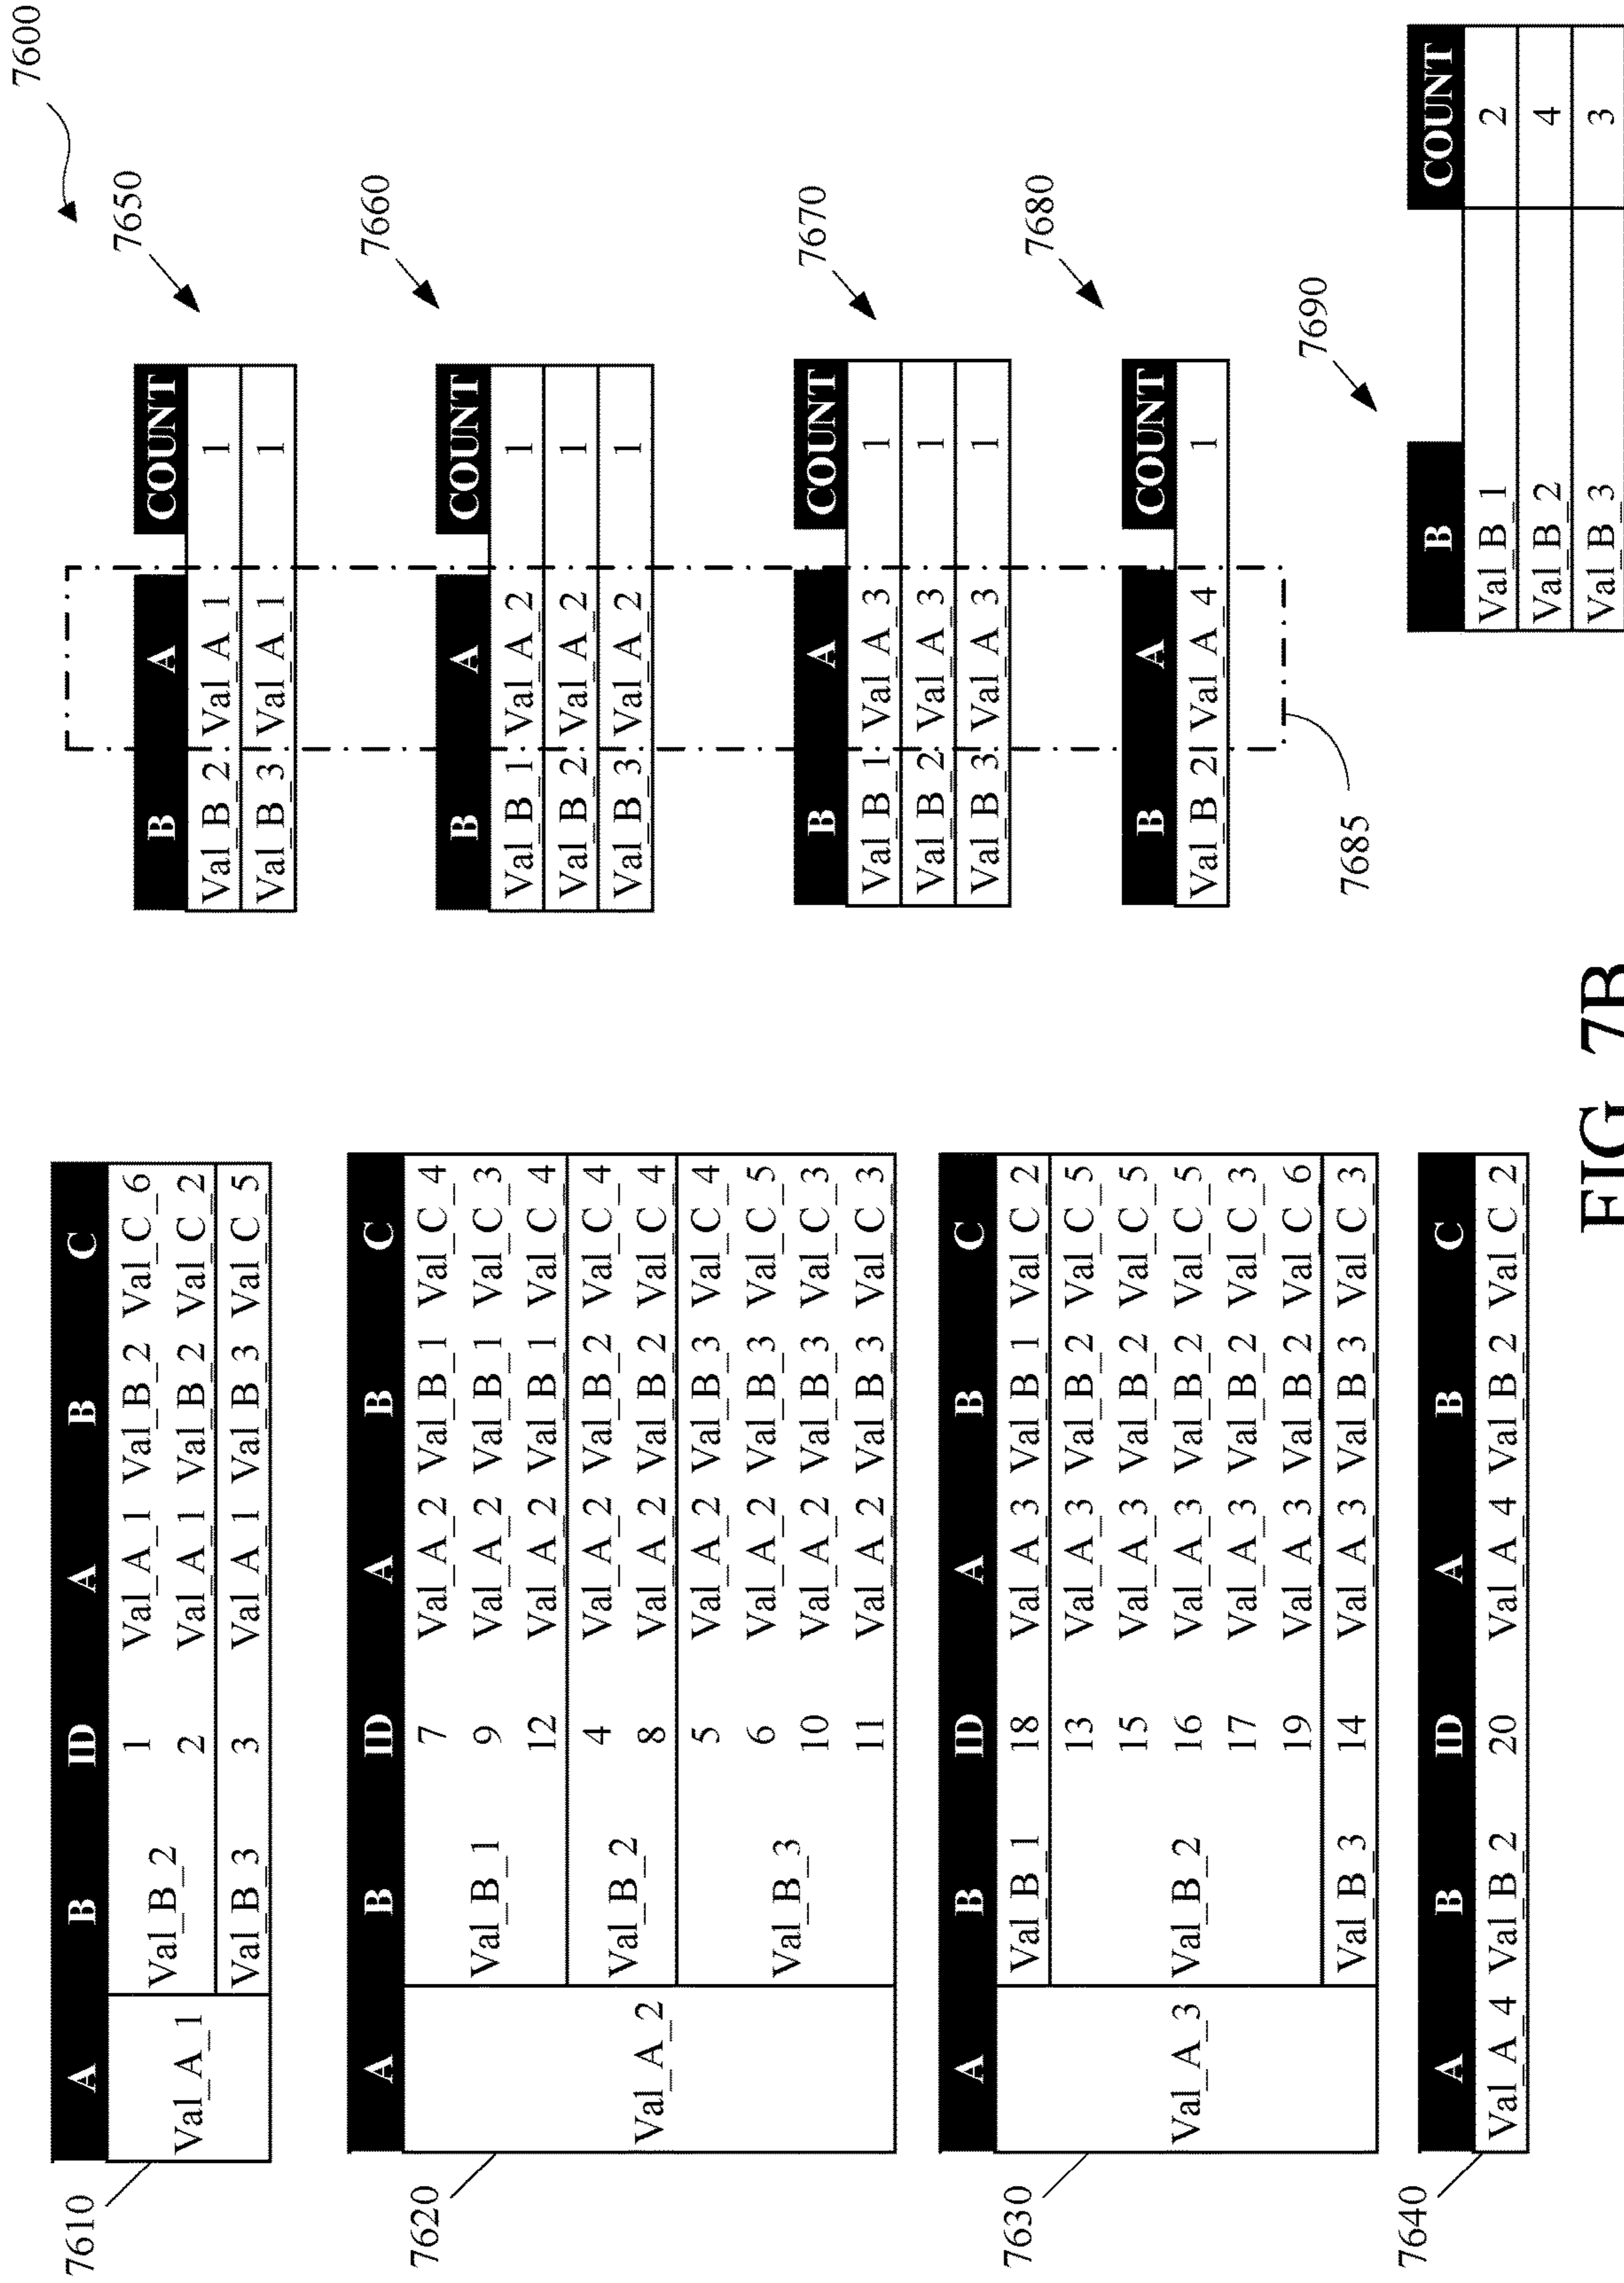 7600
7610
A B ID A B C
Val_A_1
Val_B_2
1 Val_A_1 Val_B_2 Val_C_6
2 Val_A_1 Val_B_2 Val_C_2
Val_B_3 3 Val_A_1 Val_B_3 Val_C_5
7620
A B ID A B C
Val_A_2
Val_B_1
7 Val_A_2 Val_B_1 Val_C_4
9 Val_A_2 Val_B_1 Val_C_3
12 Val_A_2 Val_B_1 Val_C_4
Val_B_2
4 Val_A_2 Val_B_2 Val_C_4
8 Val_A_2 Val_B_2 Val_C_4
Val_B_3
5 Val_A_2 Val_B_3 Val_C_4
6 Val_A_2 Val_B_3 Val_C_5
10 Val_A_2 Val_B_3 Val_C_3
11 Val_A_2 Val_B_3 Val_C_3
7630
A B ID A B C
Val_A_3
Val_B_1 18 Val_A_3 Val_B_1 Val_C_2
Val_B_2
13 Val_A_3 Val_B_2 Val_C_5
15 Val_A_3 Val_B_2 Val_C_5
16 Val_A_3 Val_B_2 Val_C_5
17 Val_A_3 Val_B_2 Val_C_3
19 Val_A_3 Val_B_2 Val_C_6
Val_B_3 14 Val_A_3 Val_B_3 Val_C_3
7640
A B ID A B C
Val_A_4 Val_B_2 20 Val_A_4 Val_B_2 Val_C_2
7650
B A COUNT
Val_B_2 Val_A_1 1
Val_B_3 Val_A_1 1
7660
B A COUNT
Val_B_1 Val_A_2 1
Val_B_2 Val_A_2 1
Val_B_3 Val_A_2 1
7670
B A COUNT
Val_B_1 Val_A_3 1
Val_B_2 Val_A_3 1
Val_B_3 Val_A_3 1
7680
B A COUNT
Val_B_2 Val_A_4 1
7685
7690
B COUNT
Val_B_1 2
Val_B_2 4
Val_B_3 3
FIG 7B